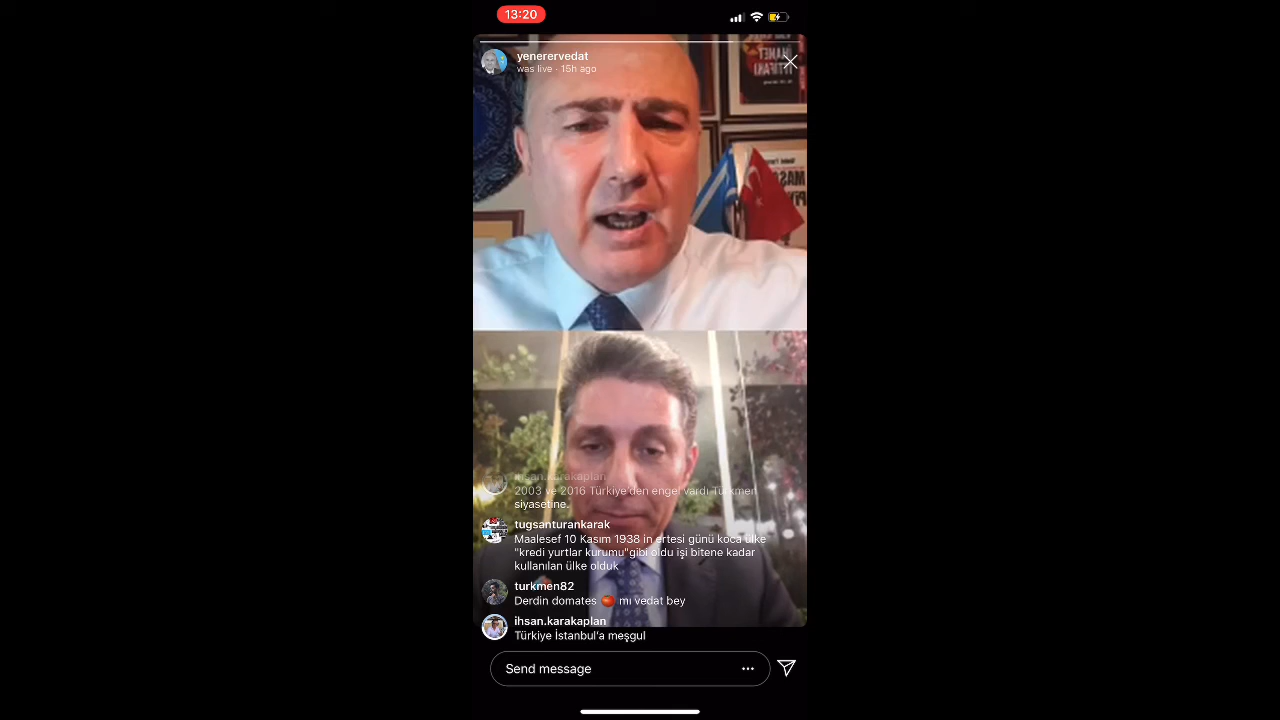 13:20
yenerervedat
was live · 15h ago
ihsan.karakaplan
2003 ve 2016 Türkiye'den engel vardı Türkmen
siyasetine.
tugsanturankarak
Maalesef 10 Kasım 1938 in ertesi günü koca ülke
"kredi yurtlar kurumu"gibi oldu işi bitene kadar
kullanılan ülke olduk
turkmen82
Derdin domates 🍅 mı vedat bey
ihsan.karakaplan
Türkiye İstanbul'a meşgul
Send message